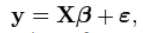 y = Xβ + ε,